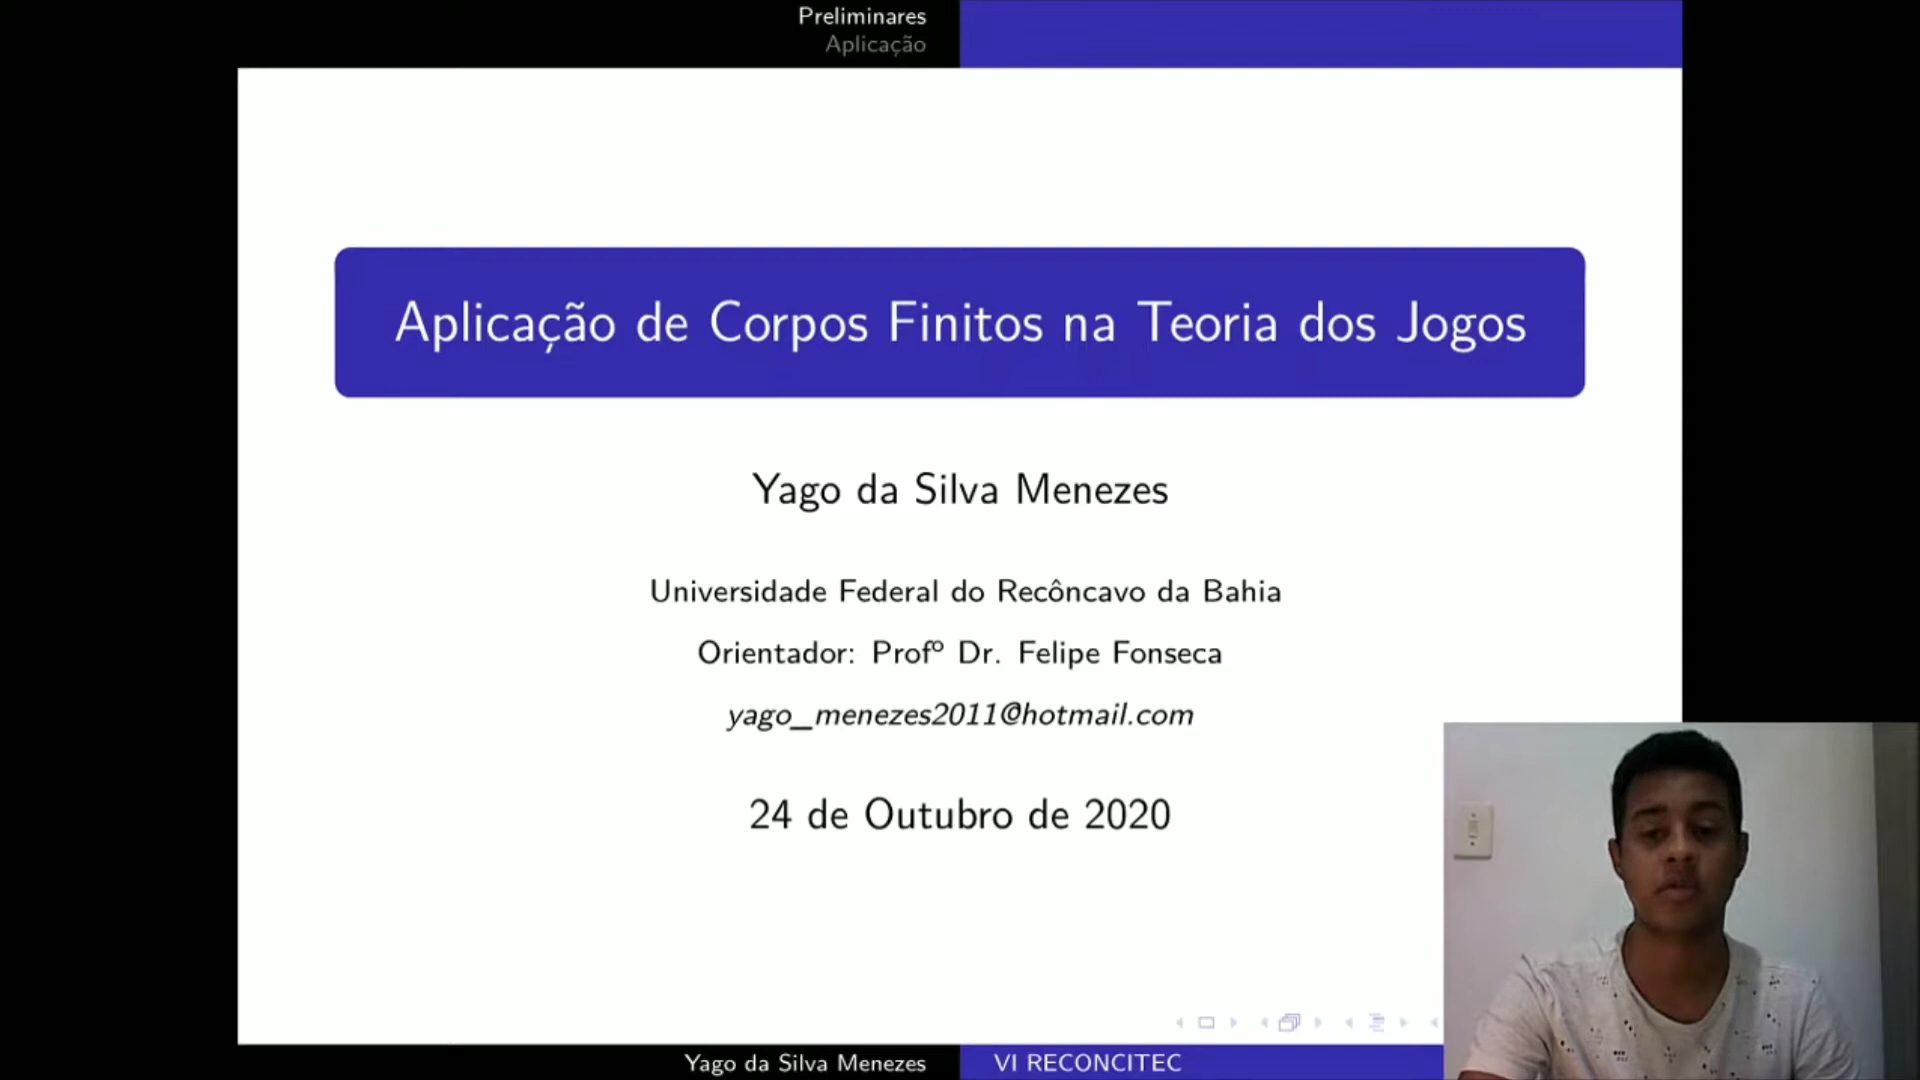 Preliminares
Aplicação
Aplicação de Corpos Finitos na Teoria dos Jogos
Yago da Silva Menezes
Universidade Federal do Recôncavo da Bahia
Orientador: Profº Dr. Felipe Fonseca
yago_menezes2011@hotmail.com
24 de Outubro de 2020
Yago da Silva Menezes
VI RECONCITEC